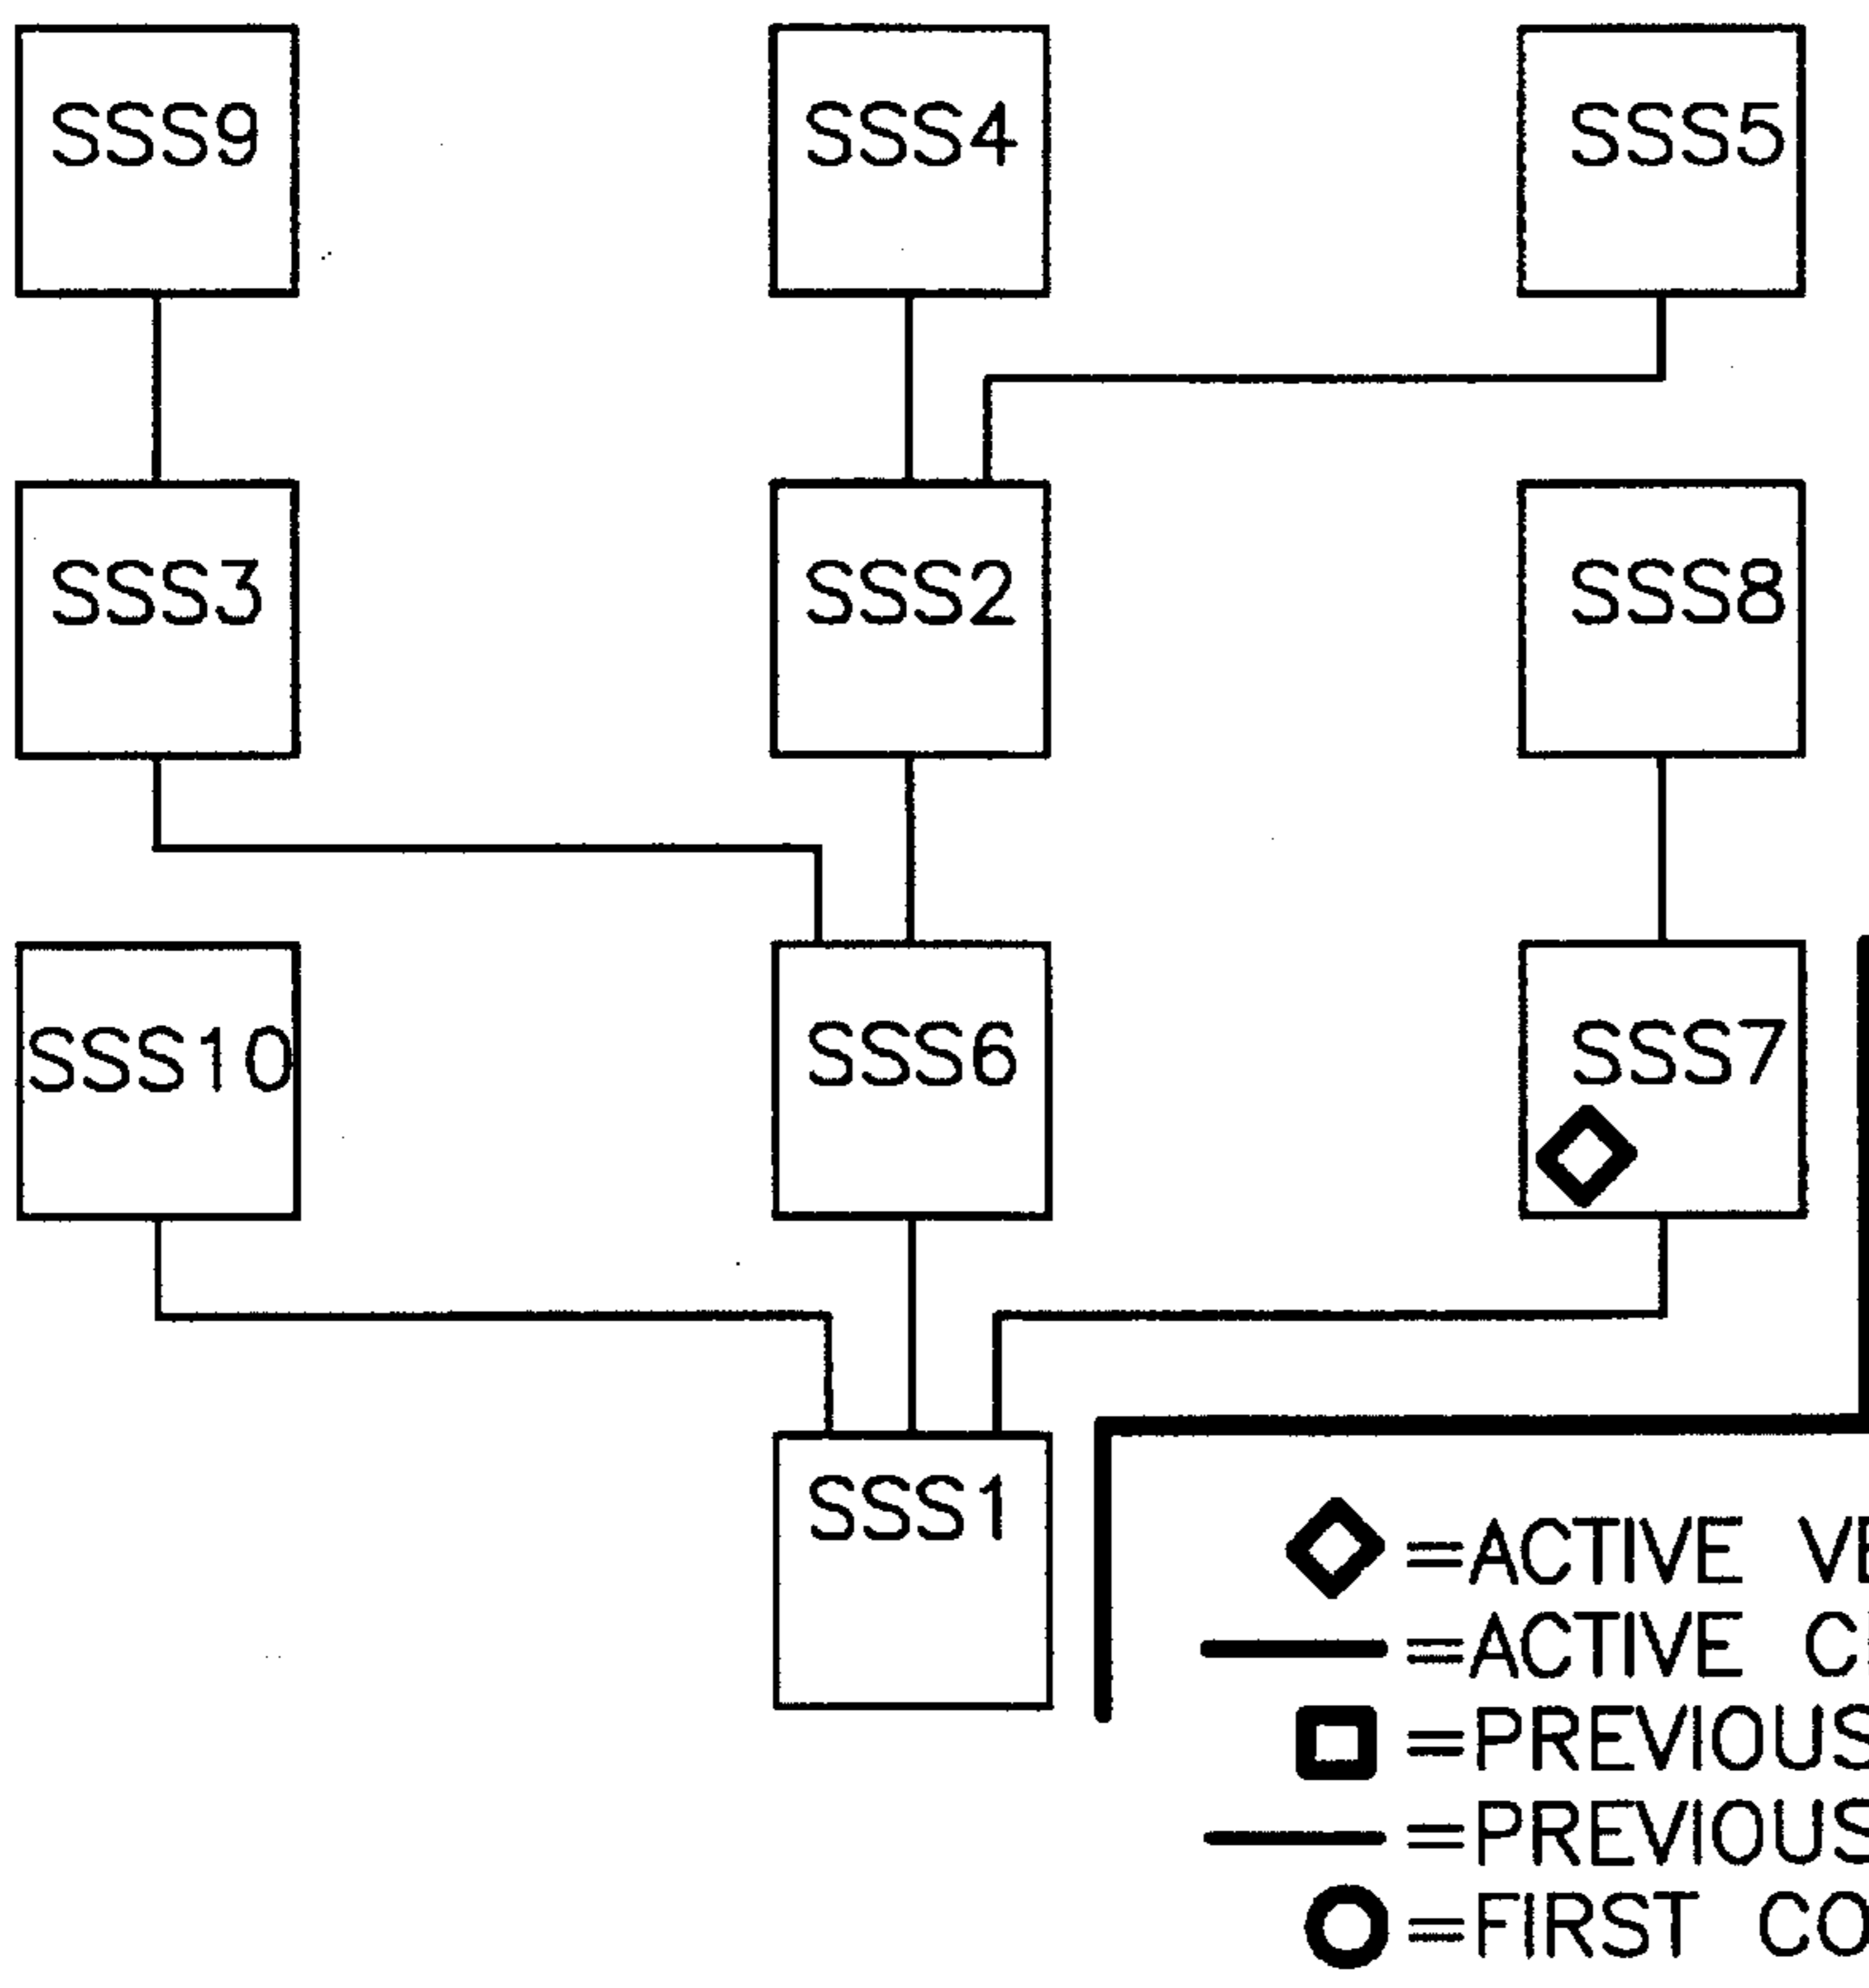 SSS9 SSS4 SSS5
SSS3 SSS2 SSS8
SSS10 SSS6 SSS7
SSS1
=ACTIVE
=ACTIVE
=PREVIOUS
=PREVIOUS
=FIRST